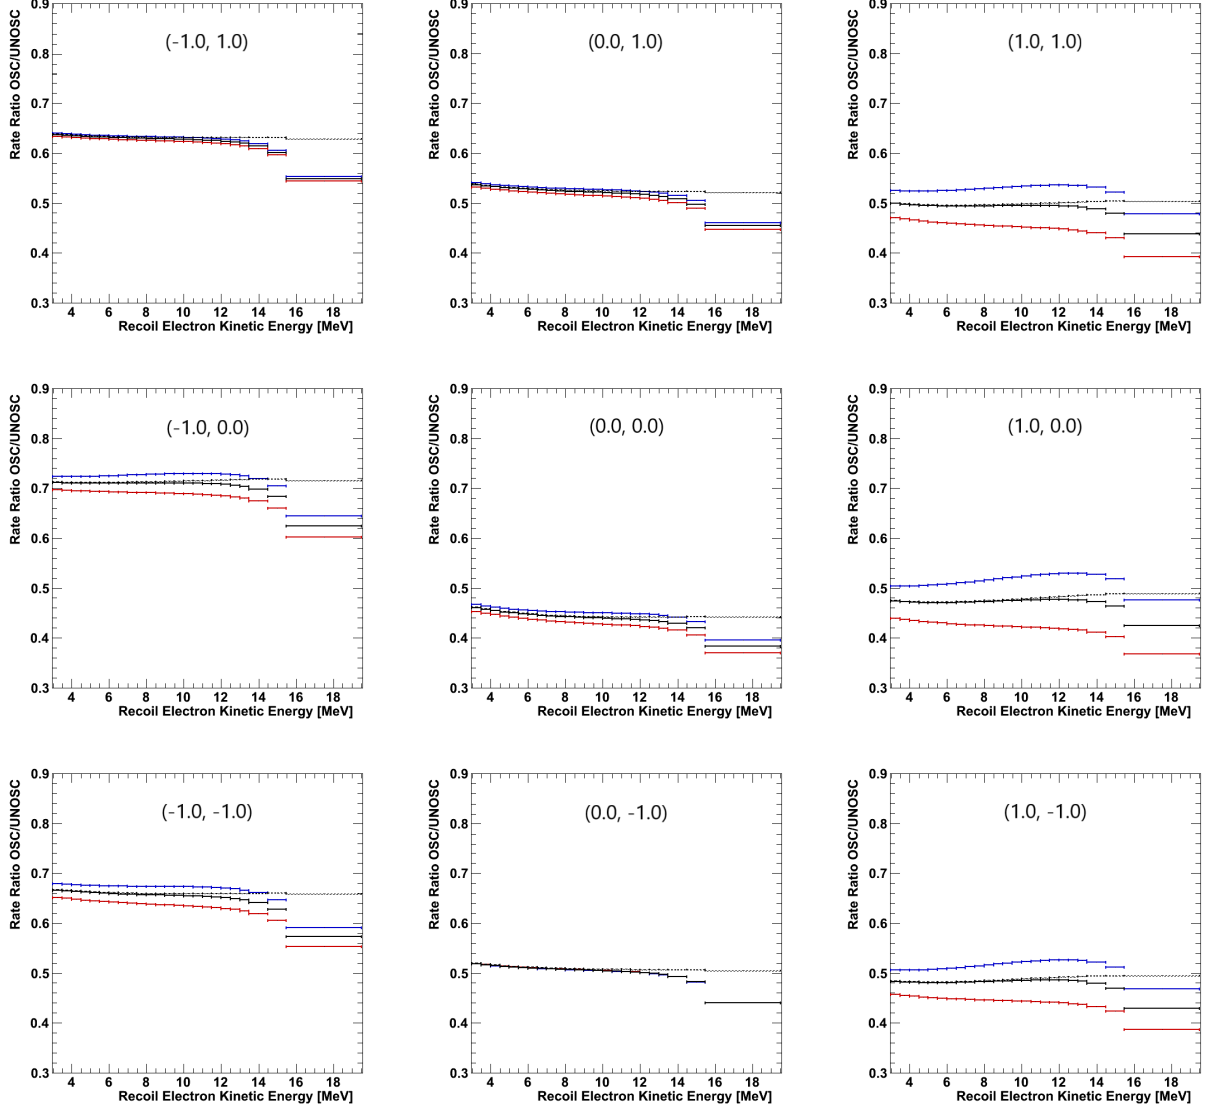 Rate Ratio OSC/UNOSC
0.9
0.8
0.7
0.6
0.5
0.4
0.3
(-1.0, 1.0)
4 6 8 10 12 14 16 18
Recoil Electron Kinetic Energy [MeV]
Rate Ratio OSC/UNOSC
0.9
0.8
0.7
0.6
0.5
0.4
0.3
(0.0, 1.0)
4 6 8 10 12 14 16 18
Recoil Electron Kinetic Energy [MeV]
Rate Ratio OSC/UNOSC
0.9
0.8
0.7
0.6
0.5
0.4
0.3
(1.0, 1.0)
4 6 8 10 12 14 16 18
Recoil Electron Kinetic Energy [MeV]
Rate Ratio OSC/UNOSC
0.9
0.8
0.7
0.6
0.5
0.4
0.3
(-1.0, 0.0)
4 6 8 10 12 14 16 18
Recoil Electron Kinetic Energy [MeV]
Rate Ratio OSC/UNOSC
0.9
0.8
0.7
0.6
0.5
0.4
0.3
(0.0, 0.0)
4 6 8 10 12 14 16 18
Recoil Electron Kinetic Energy [MeV]
Rate Ratio OSC/UNOSC
0.9
0.8
0.7
0.6
0.5
0.4
0.3
(1.0, 0.0)
4 6 8 10 12 14 16 18
Recoil Electron Kinetic Energy [MeV]
Rate Ratio OSC/UNOSC
0.9
0.8
0.7
0.6
0.5
0.4
0.3
(-1.0, -1.0)
4 6 8 10 12 14 16 18
Recoil Electron Kinetic Energy [MeV]
Rate Ratio OSC/UNOSC
0.9
0.8
0.7
0.6
0.5
0.4
0.3
(0.0, -1.0)
4 6 8 10 12 14 16 18
Recoil Electron Kinetic Energy [MeV]
Rate Ratio OSC/UNOSC
0.9
0.8
0.7
0.6
0.5
0.4
0.3
(1.0, -1.0)
4 6 8 10 12 14 16 18
Recoil Electron Kinetic Energy [MeV]